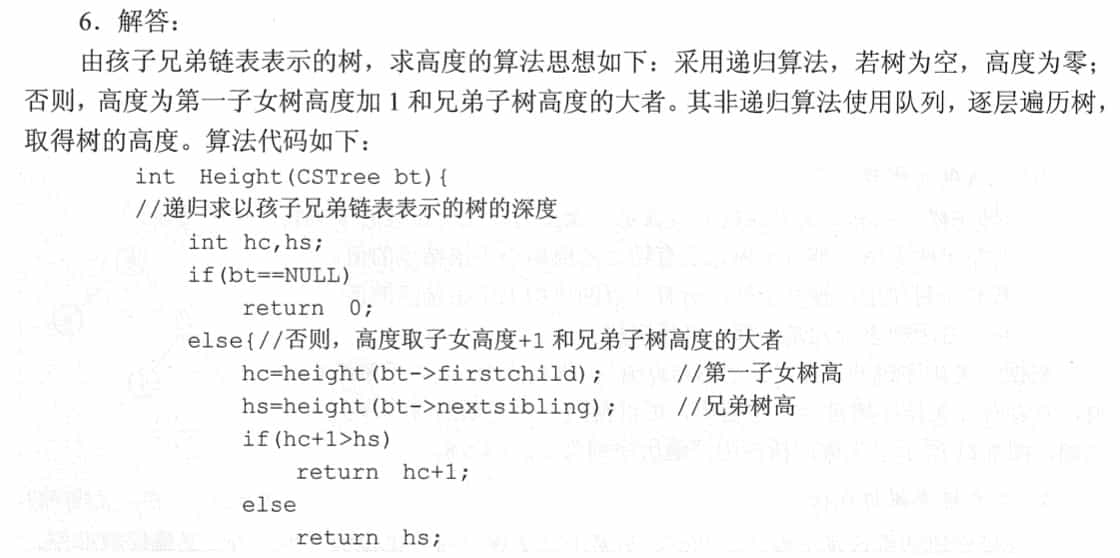 6．解答：
由孩子兄弟链表表示的树，求高度的算法思想如下：采用递归算法，若树为空，高度为零；
否则，高度为第一子女树高度加 1 和兄弟子树高度的大者。其非递归算法使用队列，逐层遍历树，
取得树的高度。算法代码如下：
int Height(CSTree bt){
//递归求以孩子兄弟链表表示的树的深度
int hc,hs;
if(bt==NULL)
return 0;
else{//否则，高度取子女高度+1 和兄弟子树高度的大者
hc=height(bt->firstchild); //第一子女树高
hs=height(bt->nextsibling); //兄弟树高
if(hc+1>hs)
return hc+1;
else
return hs;